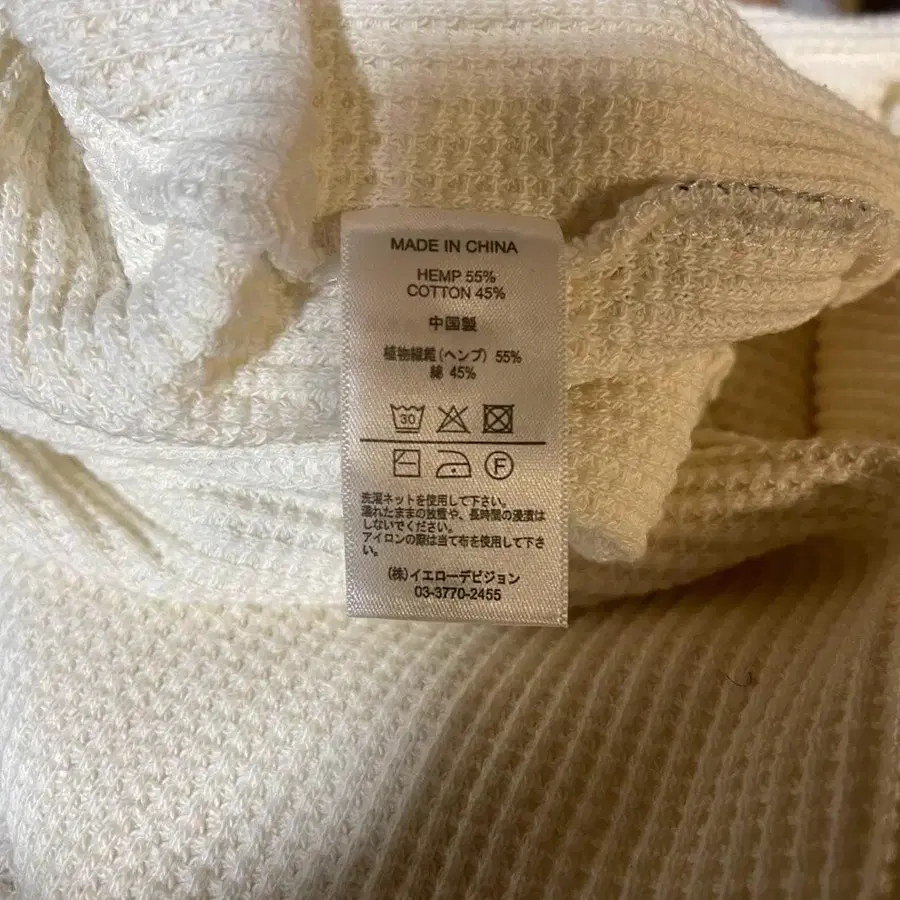 MADE IN CHINA
HEMP 55%
COTTON 45%
中国製
植物繊維(ヘンプ) 55%
綿 45%
30
F
洗濯ネットを使用して下さい。
濡れたままの放置や、長時間の浸漬は
しないでください。
アイロンの際は当て布を使用して下さ
い。
(株)イエローデビジョン
03-3770-2455